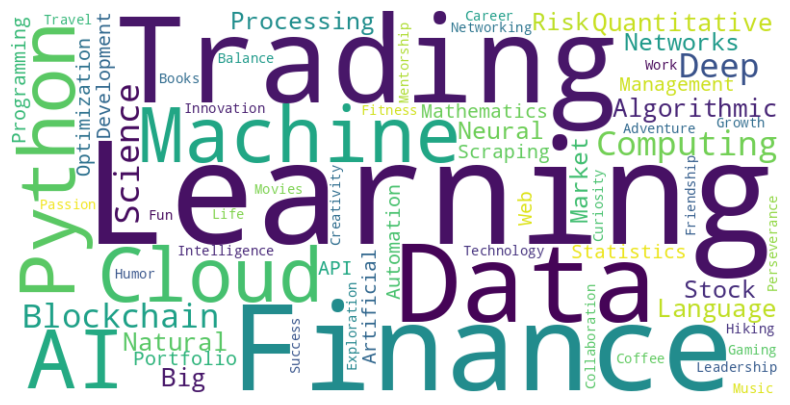 Travel
Trading
Processing
Career
Networking
Risk
Quantitative
Networks
Programming
Python
Optimization
Development
Books
Balance
Mentorship
Work
Deep
Management
Innovation
Fitness
Mathematics
Algorithmic
Science
Machine
Neural
Scraping
Computing
Adventure
Growth
Learning
Passion
Fun
Movies
Life
Creativity
Automation
Web
Market
Curiosity
Friendship
Perseverance
Intelligence
Technology
Statistics
Humor
Cloud
API
Artificial
Data
Stock
Language
Blockchain
AI
Natural
Portfolio
Big
Finance
Success
Exploration
Collaboration
Coffee
Hiking
Gaming
Leadership
Music